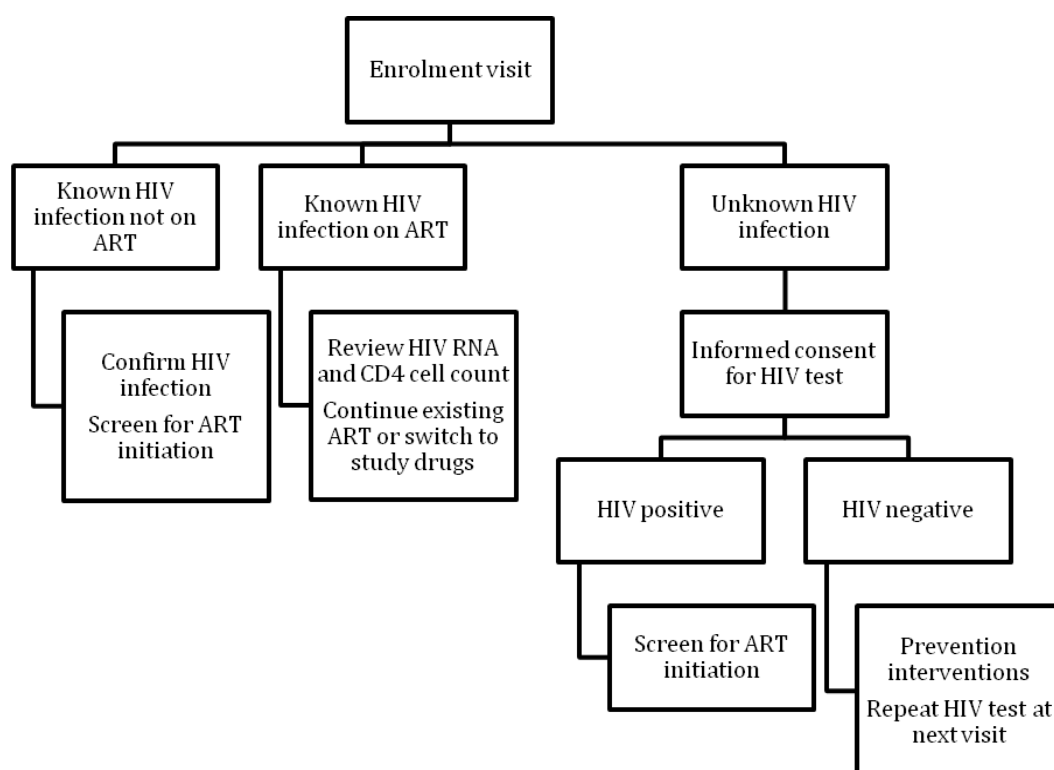 Enrolment visit
Known HIV
infection not on
ART
Known HIV
infection on ART
Unknown HIV
infection
Confirm HIV
infection
Screen for ART
initiation
Review HIV RNA
and CD4 cell count
Continue existing
ART or switch to
study drugs
Informed consent
for HIV test
HIV positive
HIV negative
Screen for ART
initiation
Prevention
interventions
Repeat HIV test at
next visit